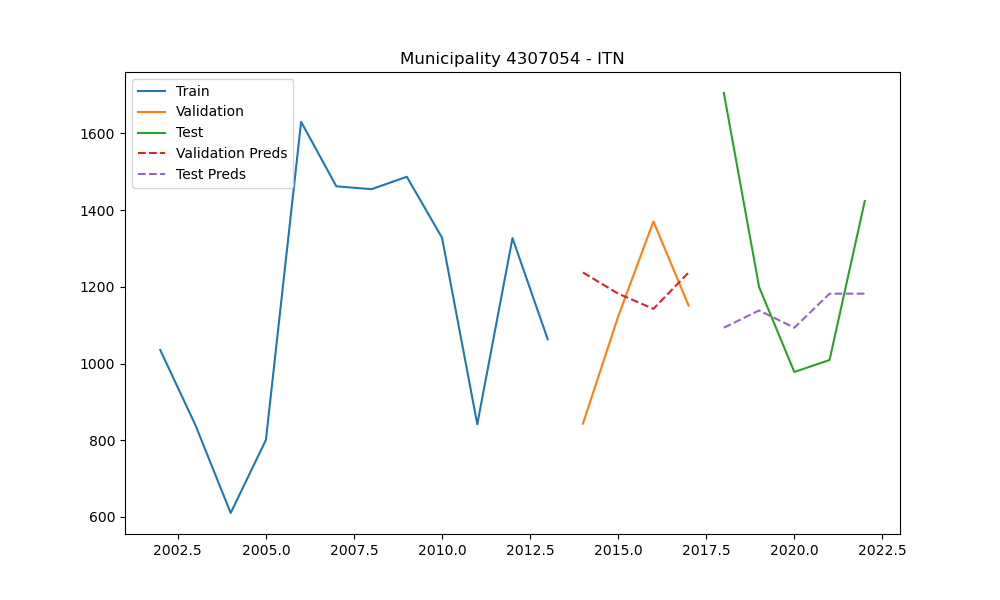 Municipality 4307054 - ITN
Train
Validation
Test
Validation Preds
Test Preds
1600
1400
1200
1000
800
600
2002.5 2005.0 2007.5 2010.0 2012.5 2015.0 2017.5 2020.0 2022.5